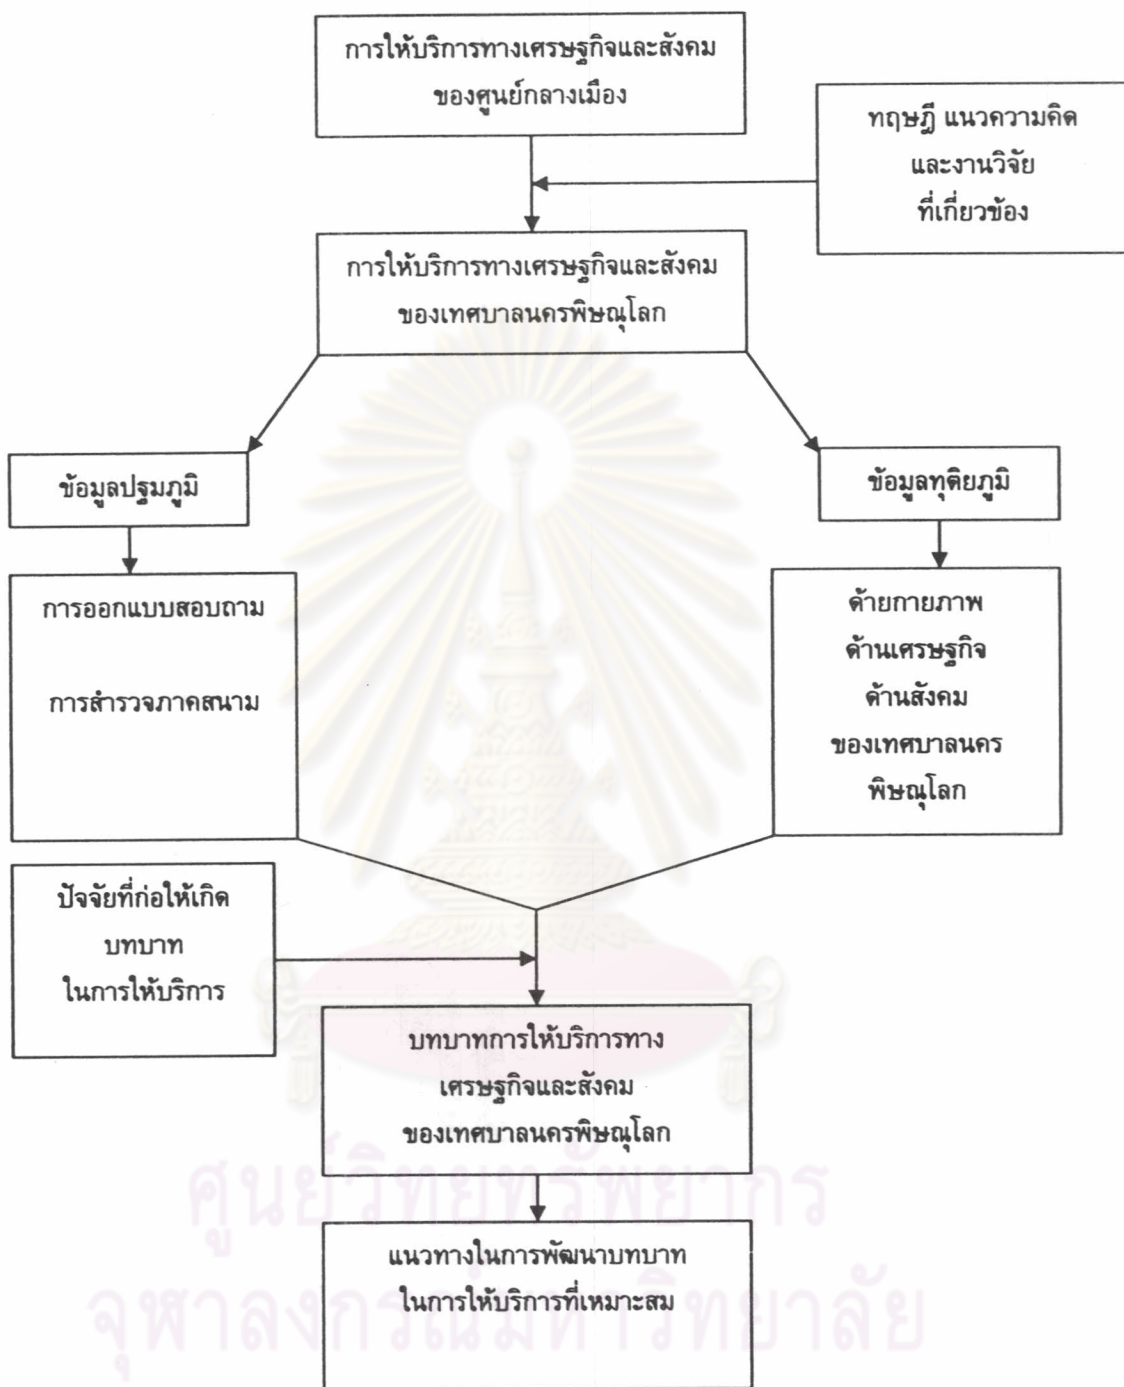 การให้บริการทางเศรษฐกิจและสังคม
ของศูนย์กลางเมือง
ทฤษฎี แนวความคิด
และงานวิจัย
ที่เกี่ยวข้อง
การให้บริการทางเศรษฐกิจและสังคม
ของเทศบาลนครพิษณุโลก
ข้อมูลปฐมภูมิ
ข้อมูลทุติยภูมิ
การออกแบบสอบถาม
การสำรวจภาคสนาม
ด้ายกายภาพ
ด้านเศรษฐกิจ
ด้านสังคม
ของเทศบาลนคร
พิษณุโลก
ปัจจัยที่ก่อให้เกิด
บทบาท
ในการให้บริการ
บทบาทการให้บริการทาง
เศรษฐกิจและสังคม
ของเทศบาลนครพิษณุโลก
แนวทางในการพัฒนาบทบาท
ในการให้บริการที่เหมาะสม
ศูนย์วิทยทรัพยากร
จุฬาลงกรณ์มหาวิทยาลัย